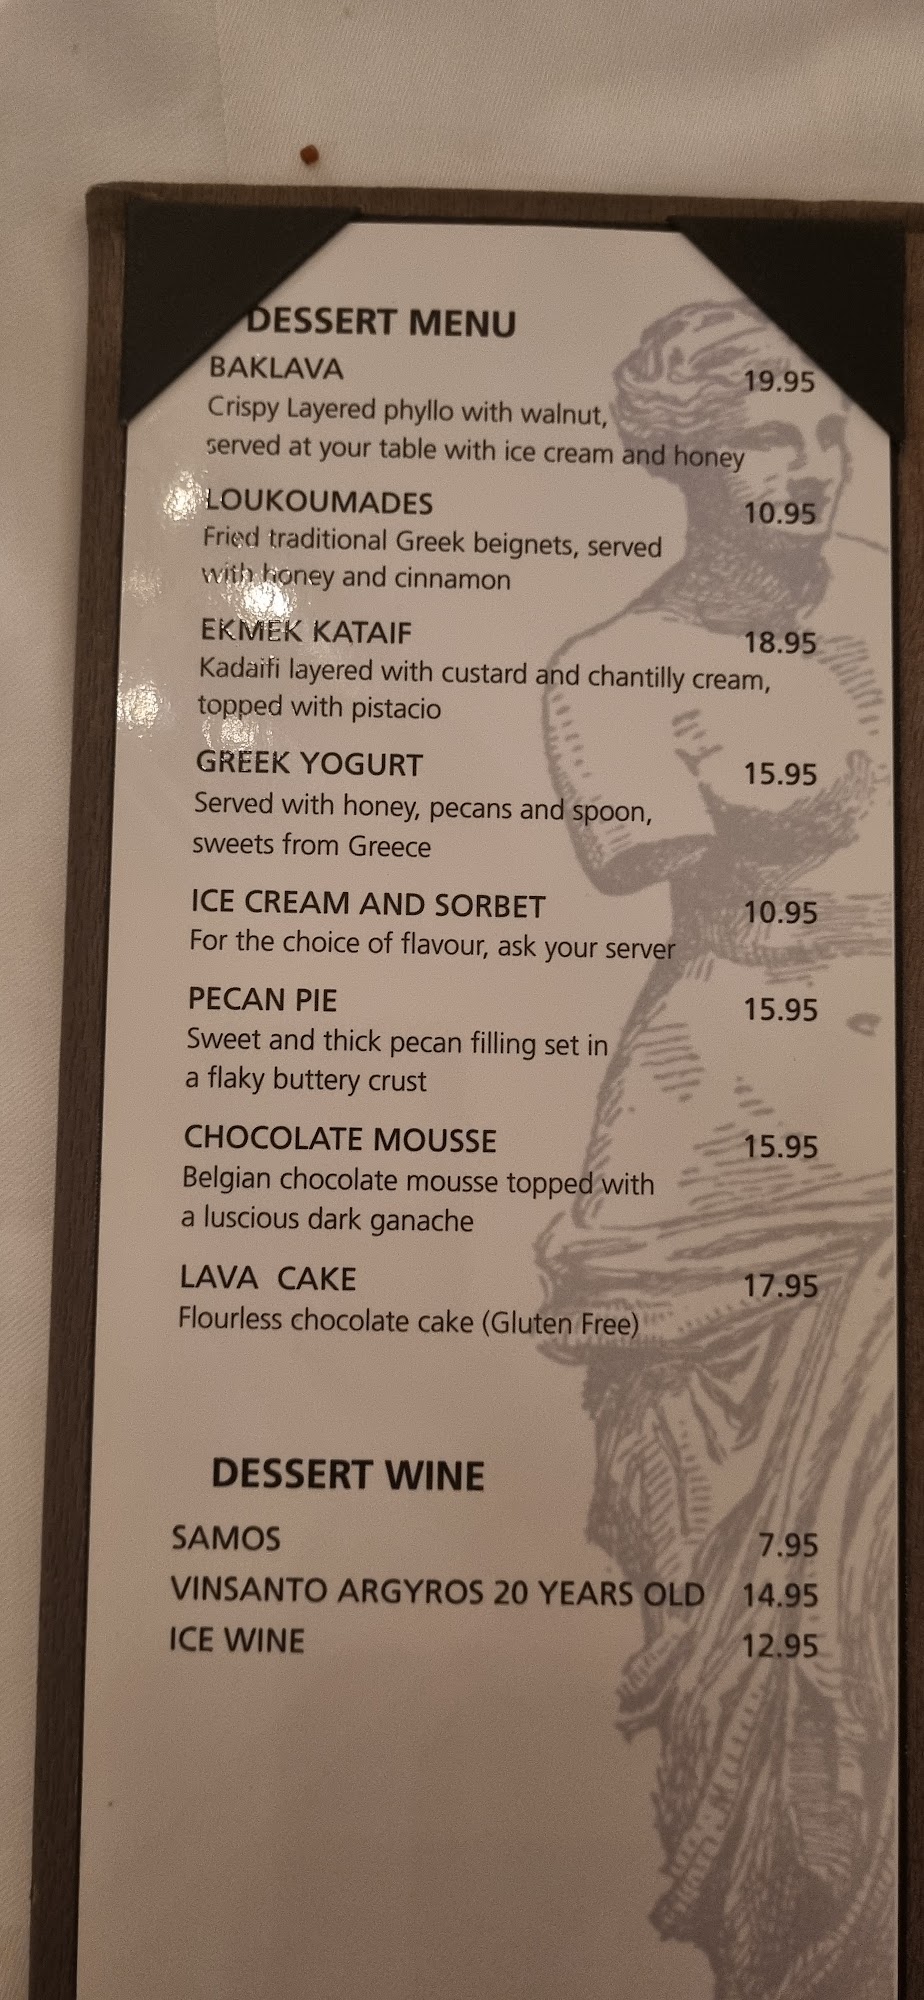 DESSERT MENU
BAKLAVA 19.95
Crispy Layered phyllo with walnut,
served at your table with ice cream and honey
LOUKOUMADES 10.95
Fried traditional Greek beignets, served
with honey and cinnamon
EKMEK KATAIF 18.95
Kadaifi layered with custard and chantilly cream,
topped with pistacio
GREEK YOGURT 15.95
Served with honey, pecans and spoon,
sweets from Greece
ICE CREAM AND SORBET 10.95
For the choice of flavour, ask your server
PECAN PIE 15.95
Sweet and thick pecan filling set in
a flaky buttery crust
CHOCOLATE MOUSSE 15.95
Belgian chocolate mousse topped with
a luscious dark ganache
LAVA CAKE 17.95
Flourless chocolate cake (Gluten Free)
DESSERT WINE
SAMOS 7.95
VINSANTO ARGYROS 20 YEARS OLD 14.95
ICE WINE 12.95